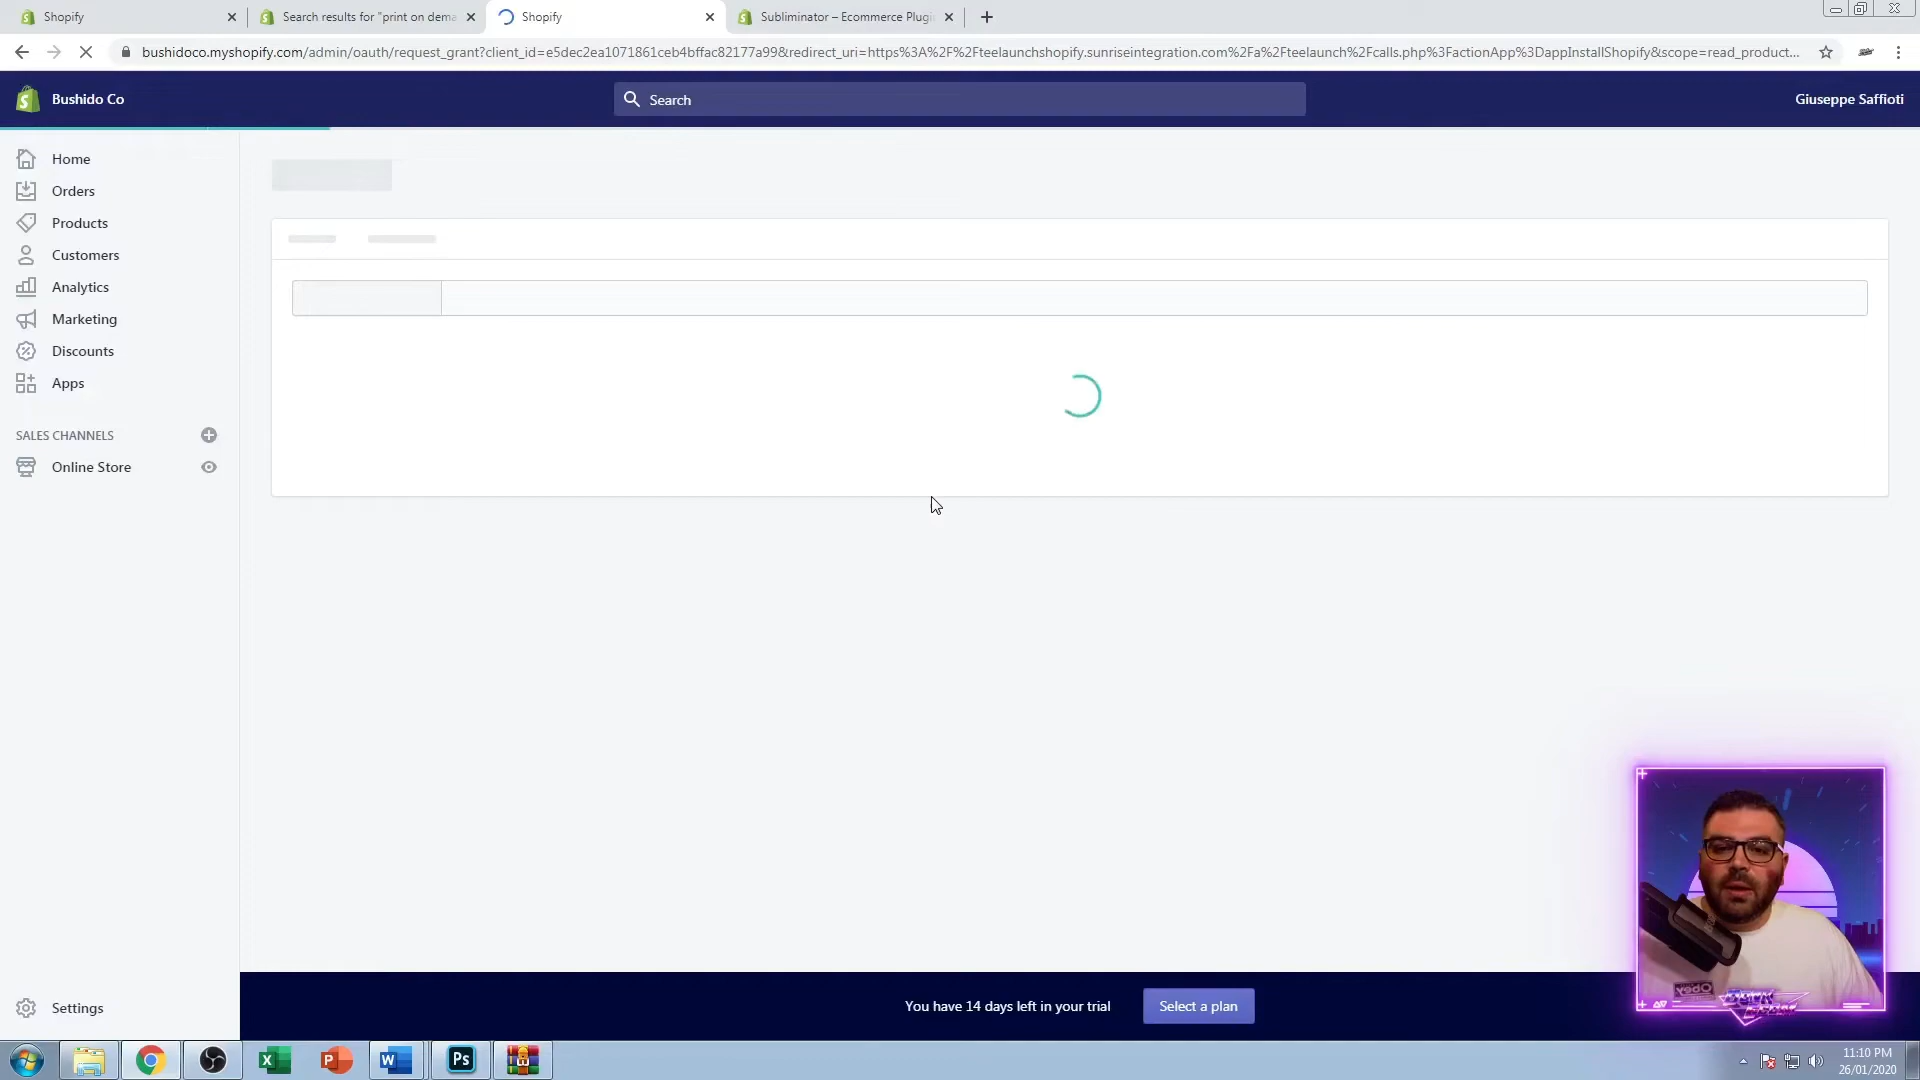 Shopify
Search results for "print on dema
Shopify
Subliminator – Ecommerce Plugi
bushidoco.myshopify.com/admin/oauth/request_grant?client_id=e5dec2ea1071861ceb4bffac82177a99&redirect_uri=https%3A%2F%2Fteelaunchshopify.sunriseintegration.com%2Fa%2Fteelaunch%2Fcalls.php%3FactionApp%3DappInstallShopify&scope=read_product...
Bushido Co
Search
Giuseppe Saffioti
Home
Orders
Products
Customers
Analytics
Marketing
Discounts
Apps
SALES CHANNELS
Online Store
Settings
You have 14 days left in your trial
Select a plan
11:10 PM
26/01/2020